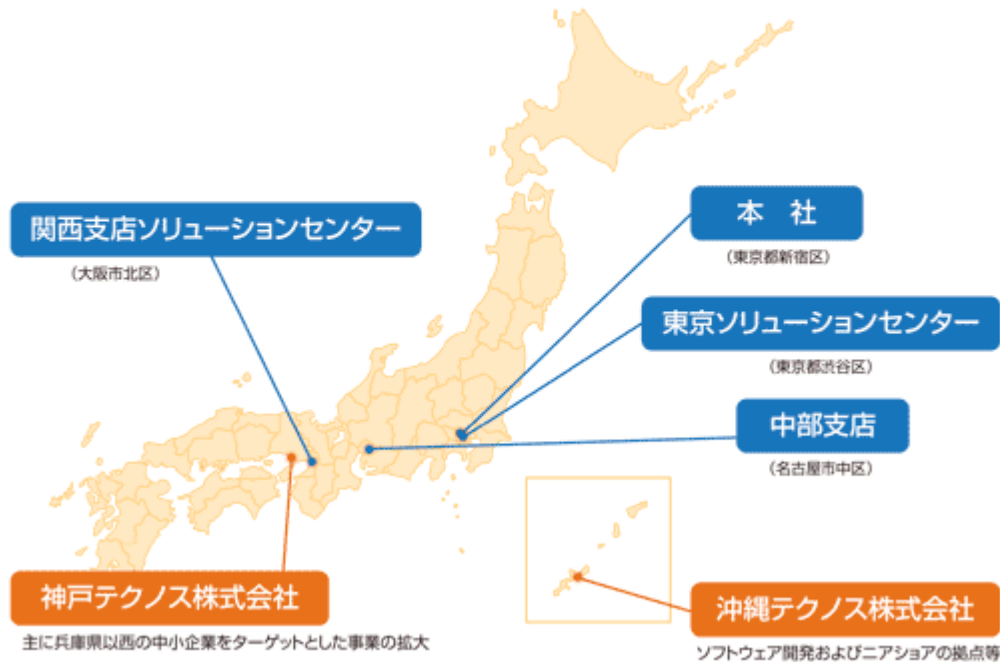 本 社
(東京都新宿区)
関西支店ソリューションセンター
(大阪市北区)
東京ソリューションセンター
(東京都渋谷区)
中部支店
(名古屋市中区)
神戸テクノス株式会社
主に兵庫県以西の中小企業をターゲットとした事業の拡大
沖縄テクノス株式会社
ソフトウェア開発およびニアショアの拠点等